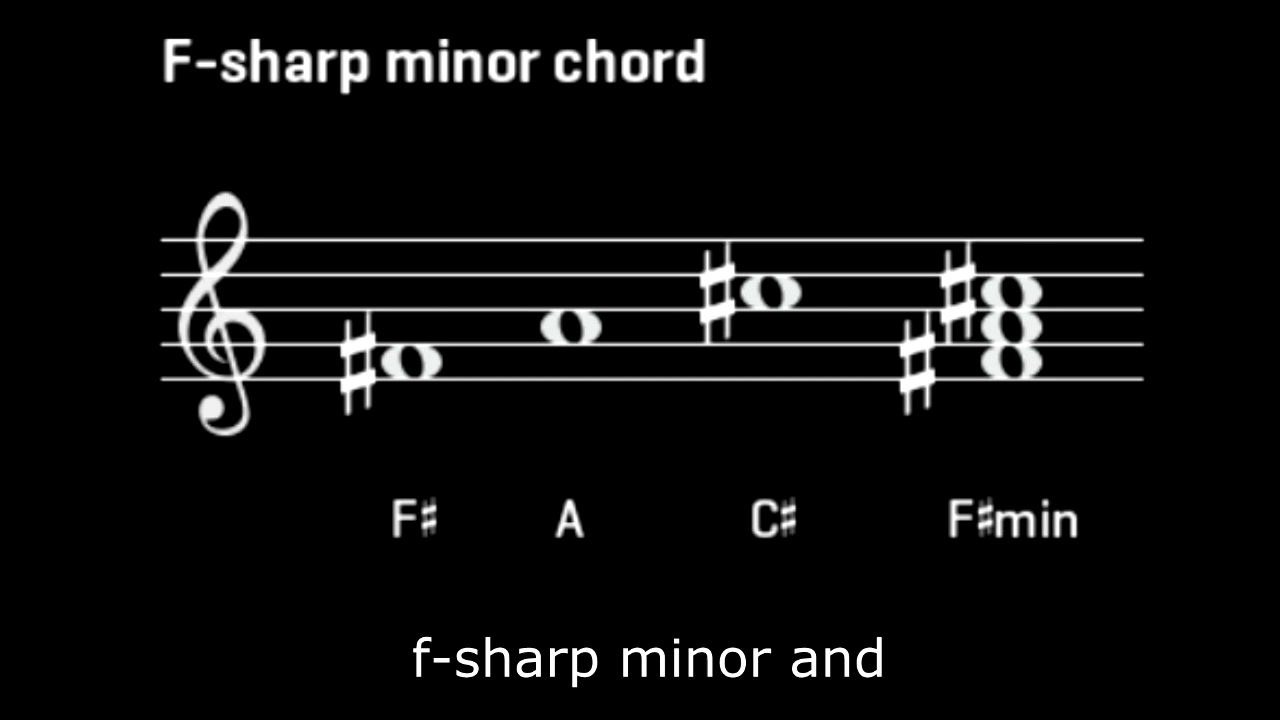 F-sharp minor chord
F♯ A C♯ F♯min
f-sharp minor and